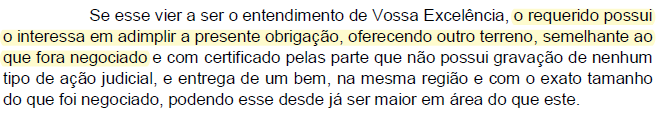 Se esse vier a ser o entendimento de Vossa Excelência, o requerido possui
o interessa em adimplir a presente obrigação, oferecendo outro terreno, semelhante ao
que fora negociado e com certificado pelas parte que não possui gravação de nenhum
tipo de ação judicial, e entrega de um bem, na mesma região e com o exato tamanho
do que foi negociado, podendo esse desde já ser maior em área do que este.